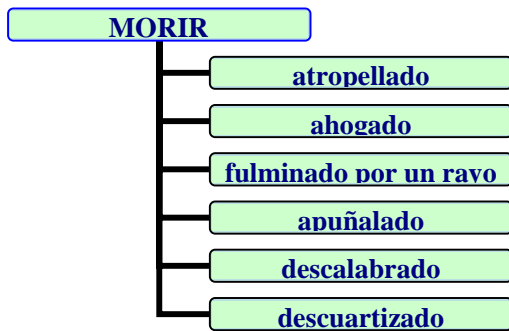 MORIR
atropellado
ahogado
fulminado por un rayo
apuñalado
descalabrado
descuartizado